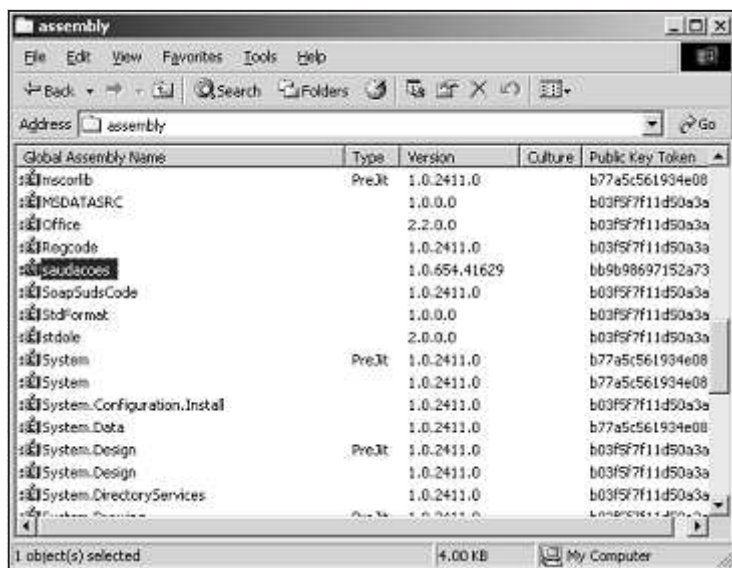 assembly
File Edit View Favorites Tools Help
Back Search Folders
Address assembly Go
Global Assembly Name Type Version Culture Public Key Token
mscorlib PreJit 1.0.2411.0 b77a5c561934e08
MSDATASRC 1.0.0.0 b03f5f7f11d50a3a
Office 2.2.0.0 b03f5f7f11d50a3a
Regcode 1.0.2411.0 b03f5f7f11d50a3a
saudacoes 1.0.654.41629 bb9b98697152a73
SoapSudsCode 1.0.2411.0 b03f5f7f11d50a3a
StdFormat 1.0.0.0 b03f5f7f11d50a3a
stdole 2.0.0.0 b03f5f7f11d50a3a
System PreJit 1.0.2411.0 b77a5c561934e08
System 1.0.2411.0 b77a5c561934e08
System.Configuration.Install 1.0.2411.0 b03f5f7f11d50a3a
System.Data 1.0.2411.0 b77a5c561934e08
System.Design PreJit 1.0.2411.0 b03f5f7f11d50a3a
System.Design 1.0.2411.0 b03f5f7f11d50a3a
System.DirectoryServices 1.0.2411.0 b03f5f7f11d50a3a
1 object(s) selected 4.00 KB My Computer